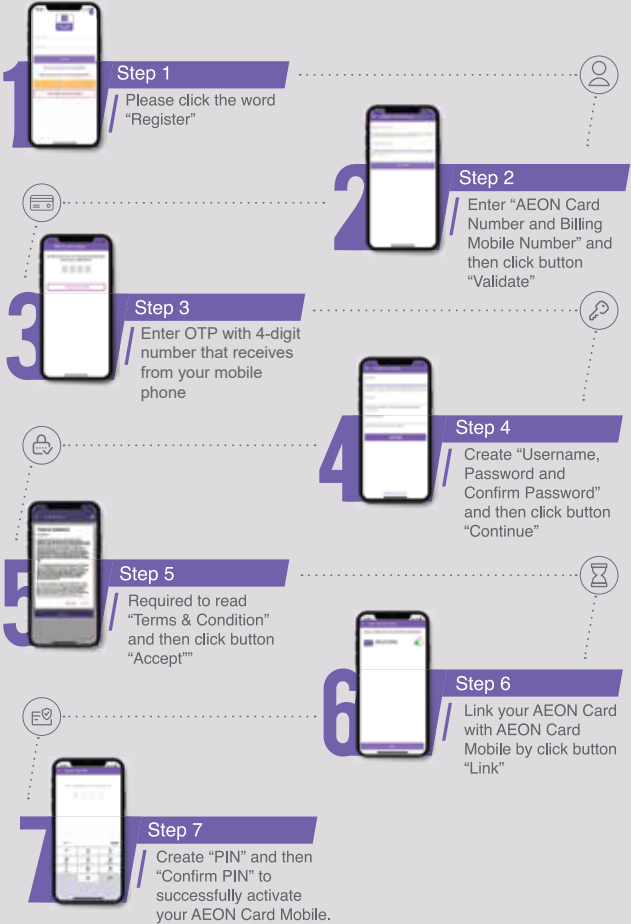 1
Step 1
Please click the word
“Register”
2
Step 2
Enter “AEON Card
Number and Billing
Mobile Number” and
then click button
“Validate”
3
Step 3
Enter OTP with 4-digit
number that receives
from your mobile
phone
4
Step 4
Create “Username,
Password and
Confirm Password”
and then click button
“Continue”
5
Step 5
Required to read
“Terms & Condition”
and then click button
“Accept””
6
Step 6
Link your AEON Card
with AEON Card
Mobile by click button
“Link”
7
Step 7
Create “PIN” and then
“Confirm PIN” to
successfully activate
your AEON Card Mobile.